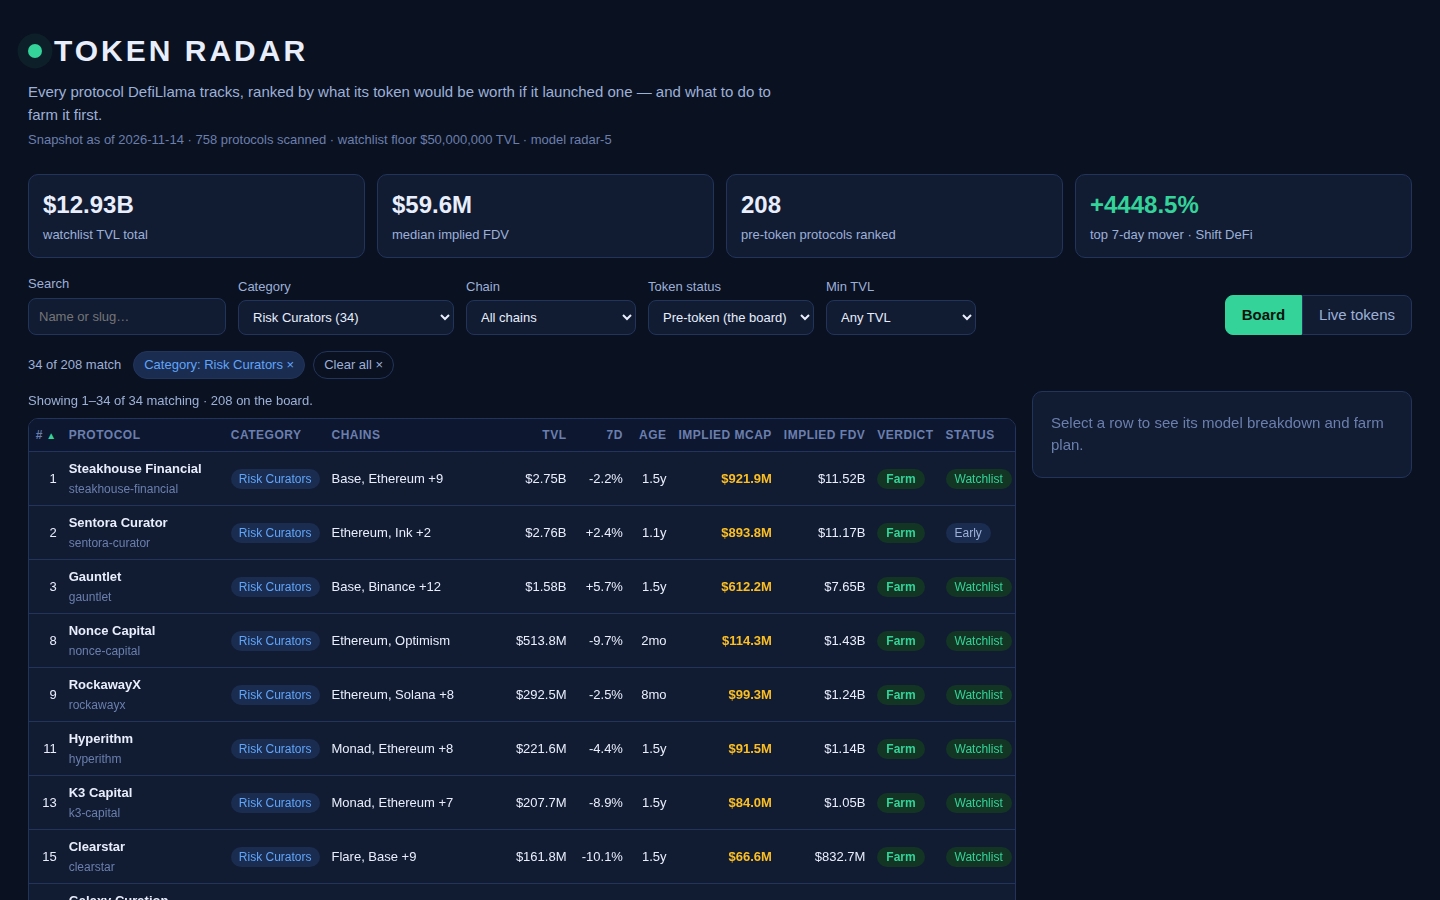 TOKEN RADAR
Every protocol DefiLlama tracks, ranked by what its token would be worth if it launched one — and what to do to
farm it first.
Snapshot as of 2026-11-14 · 758 protocols scanned · watchlist floor $50,000,000 TVL · model radar-5
$12.93B
watchlist TVL total
$59.6M
median implied FDV
208
pre-token protocols ranked
+4448.5%
top 7-day mover · Shift DeFi
Search
Name or slug…
Category
Risk Curators (34)
Chain
All chains
Token status
Pre-token (the board)
Min TVL
Any TVL
Board
Live tokens
34 of 208 match
Category: Risk Curators ×
Clear all ×
Showing 1–34 of 34 matching · 208 on the board.
# ▲ PROTOCOL CATEGORY CHAINS TVL 7D AGE IMPLIED MCAP IMPLIED FDV VERDICT STATUS
1 Steakhouse Financial steakhouse-financial Risk Curators Base, Ethereum +9 $2.75B -2.2% 1.5y $921.9M $11.52B Farm Watchlist
2 Sentora Curator sentora-curator Risk Curators Ethereum, Ink +2 $2.76B +2.4% 1.1y $893.8M $11.17B Farm Early
3 Gauntlet gauntlet Risk Curators Base, Binance +12 $1.58B +5.7% 1.5y $612.2M $7.65B Farm Watchlist
8 Nonce Capital nonce-capital Risk Curators Ethereum, Optimism $513.8M -9.7% 2mo $114.3M $1.43B Farm Watchlist
9 RockawayX rockawayx Risk Curators Ethereum, Solana +8 $292.5M -2.5% 8mo $99.3M $1.24B Farm Watchlist
11 Hyperithm hyperithm Risk Curators Monad, Ethereum +8 $221.6M -4.4% 1.5y $91.5M $1.14B Farm Watchlist
13 K3 Capital k3-capital Risk Curators Monad, Ethereum +7 $207.7M -8.9% 1.5y $84.0M $1.05B Farm Watchlist
15 Clearstar clearstar Risk Curators Flare, Base +9 $161.8M -10.1% 1.5y $66.6M $832.7M Farm Watchlist
Select a row to see its model breakdown and farm
plan.